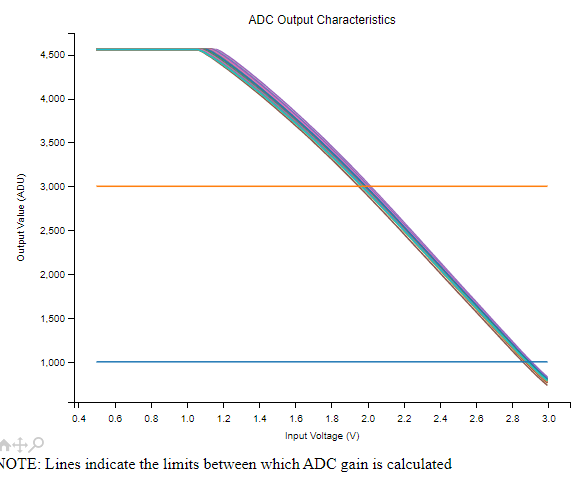 ADC Output Characteristics
4,500
4,000
3,500
3,000
2,500
2,000
1,500
1,000
Output Value (ADU)
0.4 0.6 0.8 1.0 1.2 1.4 1.6 1.8 2.0 2.2 2.4 2.6 2.8 3.0
Input Voltage (V)
NOTE: Lines indicate the limits between which ADC gain is calculated